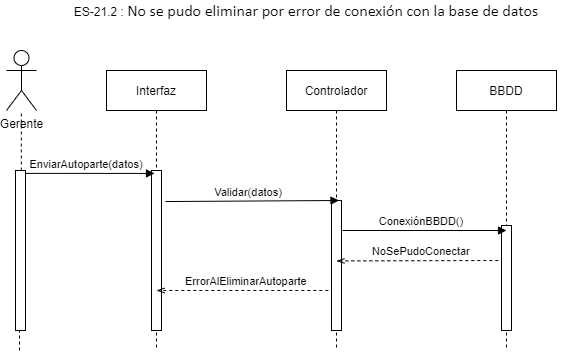 ES-21.2 : No se pudo eliminar por error de conexión con la base de datos
Interfaz
Controlador
BBDD
Gerente
EnviarAutoparte(datos)
Validar(datos)
ConexiónBBDD()
NoSePudoConectar
ErrorAlEliminarAutoparte